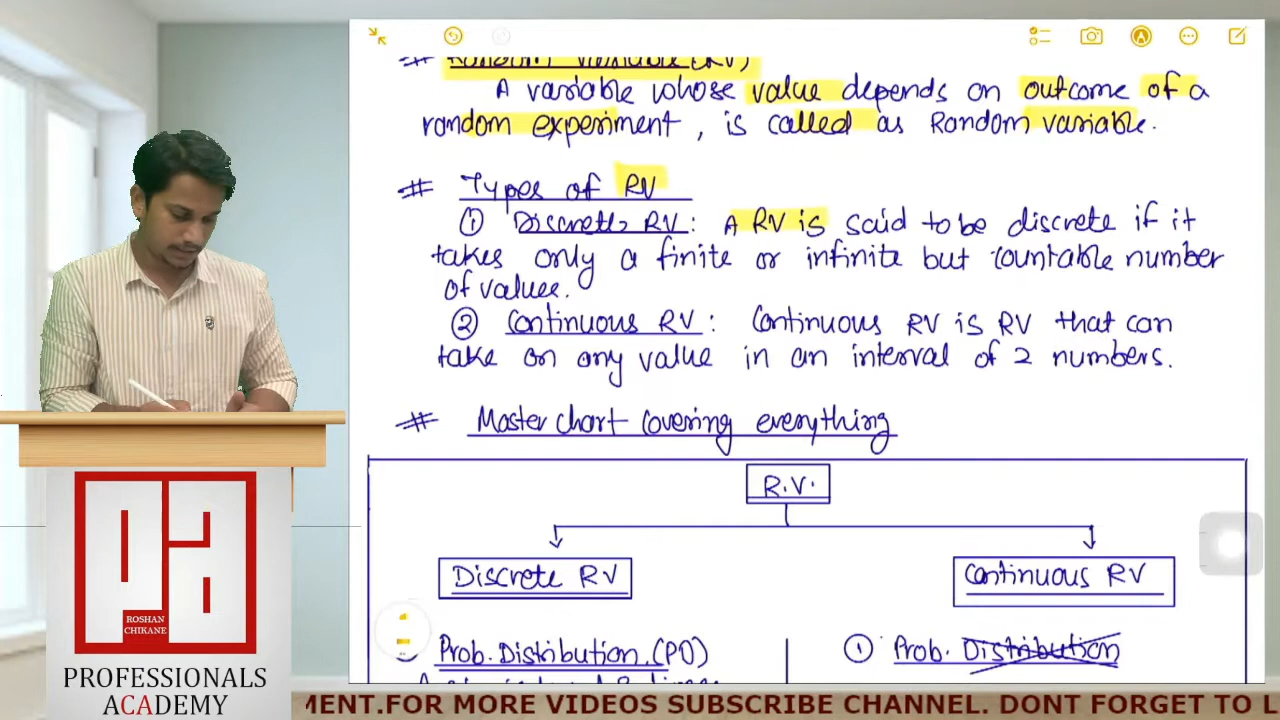 # Random Variable (RV)
A variable whose value depends on outcome of a
random experiment, is called as Random variable.
# Types of RV
① Discrete RV: A RV is said to be discrete if it
takes only a finite or infinite but countable number
of values.
② Continuous RV: Continuous RV is RV that can
take on any value in an interval of 2 numbers.
# Master chart covering everything
R.V.
Discrete RV
Continuous RV
Prob. Distribution (PD)
① Prob. Distribution
ROSHAN
CHIKANE
PROFESSIONALS
ACADEMY
MENT.FOR MORE VIDEOS SUBSCRIBE CHANNEL. DONT FORGET TO L